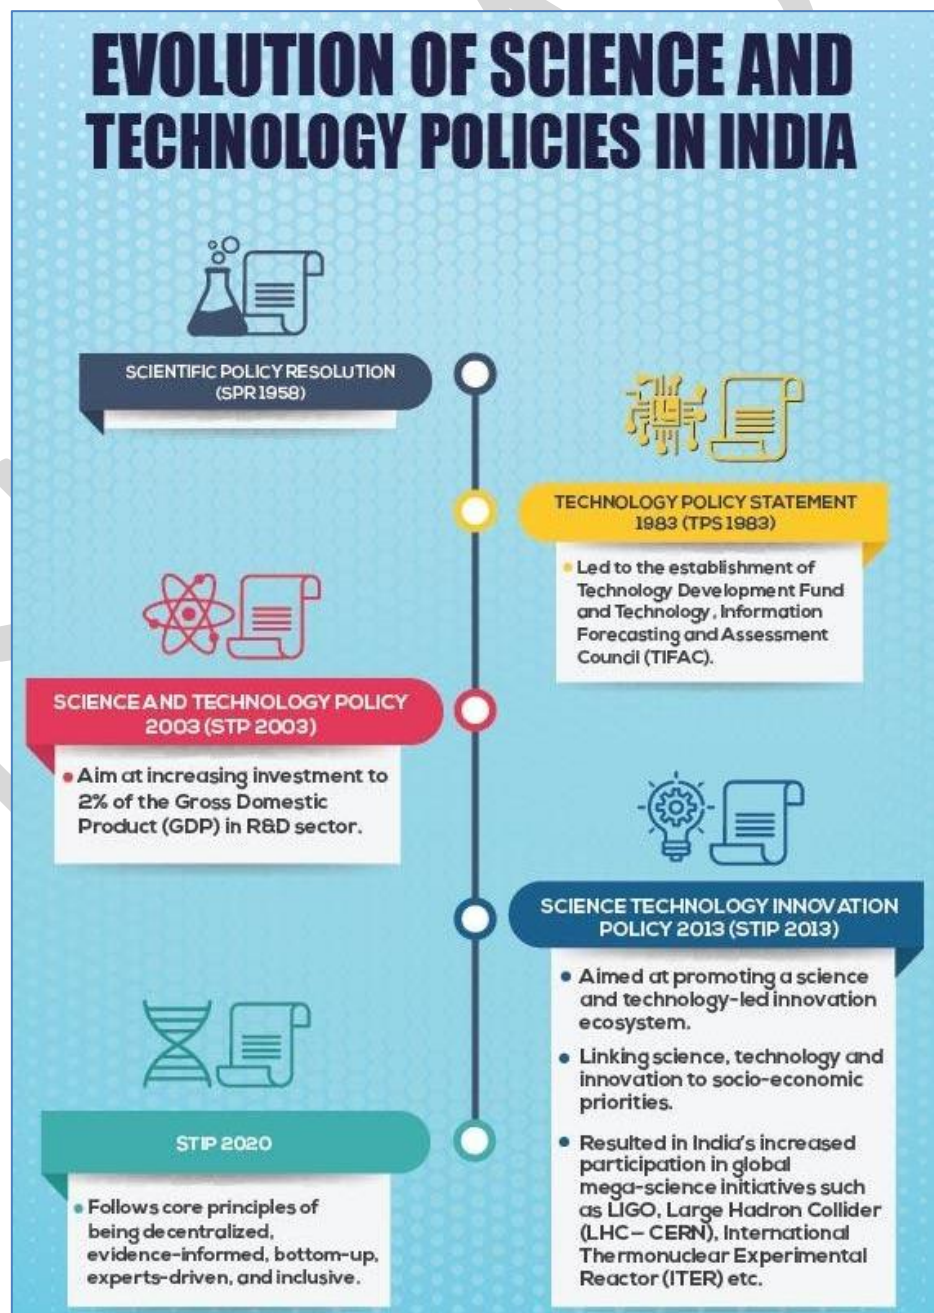 EVOLUTION OF SCIENCE AND
TECHNOLOGY POLICIES IN INDIA
SCIENTIFIC POLICY RESOLUTION
(SPR 1958)
TECHNOLOGY POLICY STATEMENT
1983 (TPS 1983)
• Led to the establishment of
Technology Development Fund
and Technology, Information
Forecasting and Assessment
Council (TIFAC).
SCIENCE AND TECHNOLOGY POLICY
2003 (STP 2003)
• Aim at increasing investment to
2% of the Gross Domestic
Product (GDP) in R&D sector.
SCIENCE TECHNOLOGY INNOVATION
POLICY 2013 (STIP 2013)
• Aimed at promoting a science
and technology-led innovation
ecosystem.
• Linking science, technology and
innovation to socio-economic
priorities.
• Resulted in India's increased
participation in global
mega-science initiatives such
as LIGO, Large Hadron Collider
(LHC – CERN), International
Thermonuclear Experimental
Reactor (ITER) etc.
STIP 2020
• Follows core principles of
being decentralized,
evidence-informed, bottom-up,
experts-driven, and inclusive.